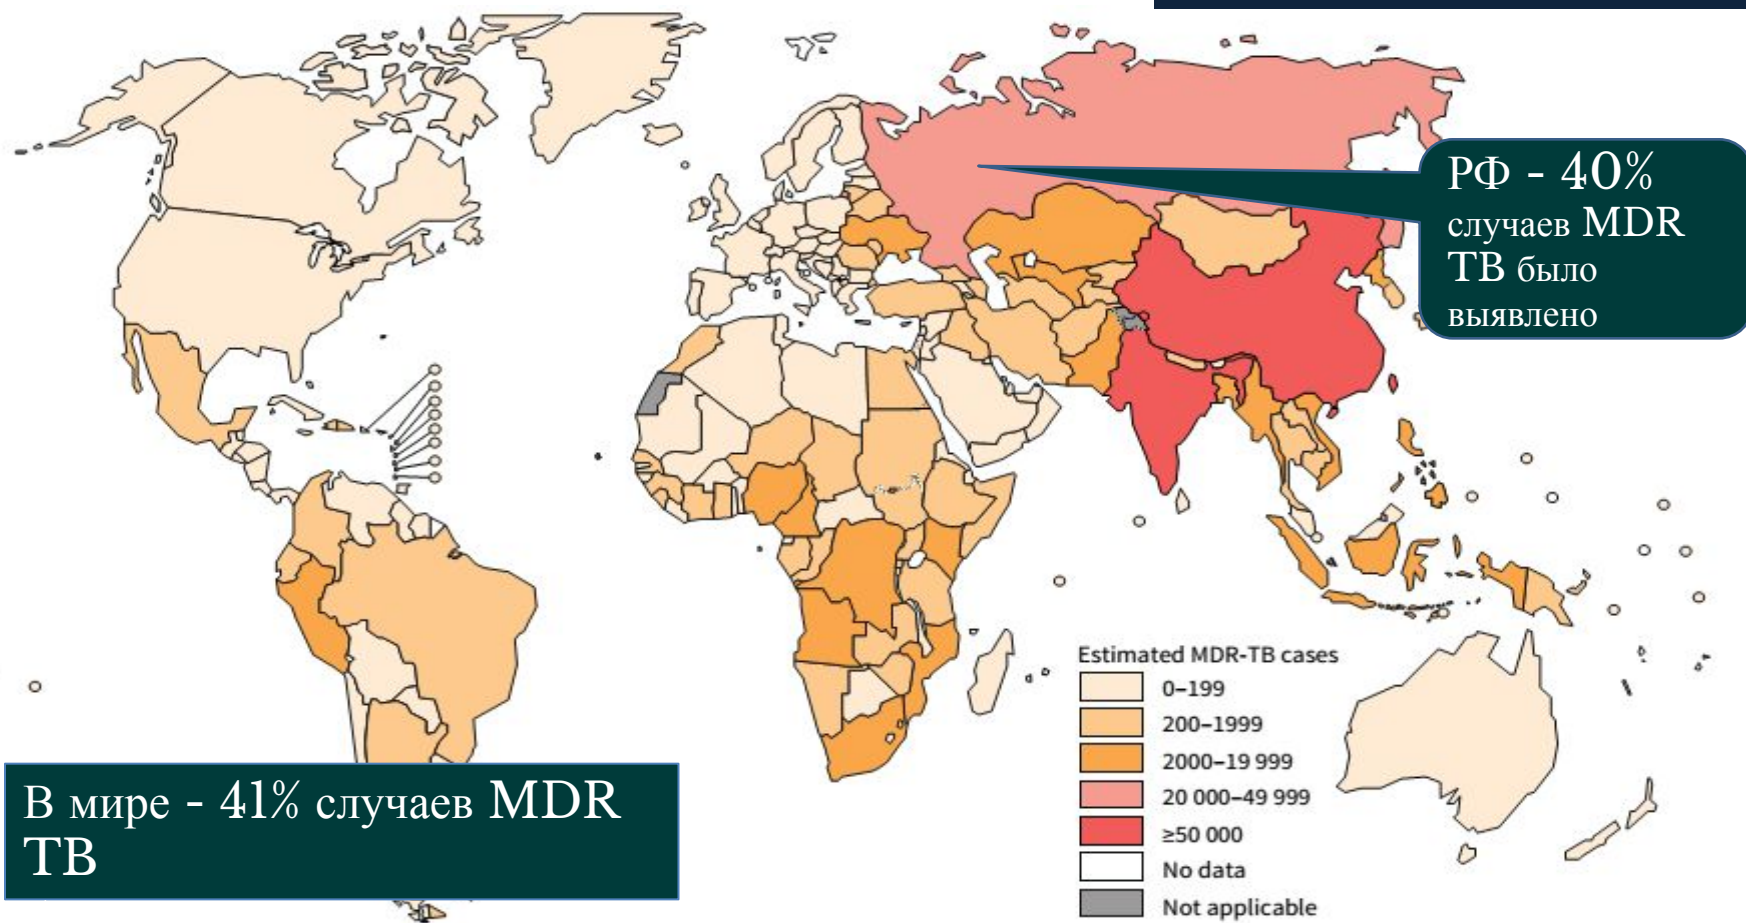 РФ - 40%
случаев MDR
ТВ было
выявлено
Estimated MDR-TB cases
0–199
200–1999
2000–19 999
20 000–49 999
≥50 000
No data
Not applicable
В мире - 41% случаев MDR
ТВ